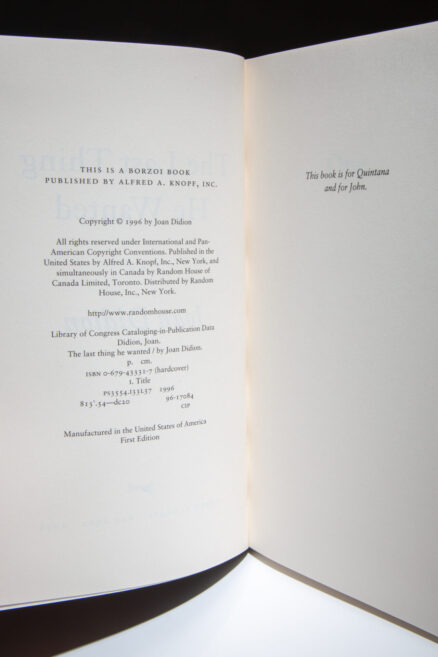 THIS IS A BORZOI BOOK
PUBLISHED BY ALFRED A. KNOPF, INC.
Copyright © 1996 by Joan Didion
All rights reserved under International and Pan-
American Copyright Conventions. Published in the
United States by Alfred A. Knopf, Inc., New York, and
simultaneously in Canada by Random House of
Canada Limited, Toronto. Distributed by Random
House, Inc., New York.
http://www.randomhouse.com
Library of Congress Cataloging-in-Publication Data
Didion, Joan.
The last thing he wanted / by Joan Didion.
p. cm.
ISBN 0-679-43331-7 (hardcover)
1. Title
PS3554.I33L37 1996
813'.54—dc20 96-17084
CIP
Manufactured in the United States of America
First Edition
This book is for Quintana
and for John.